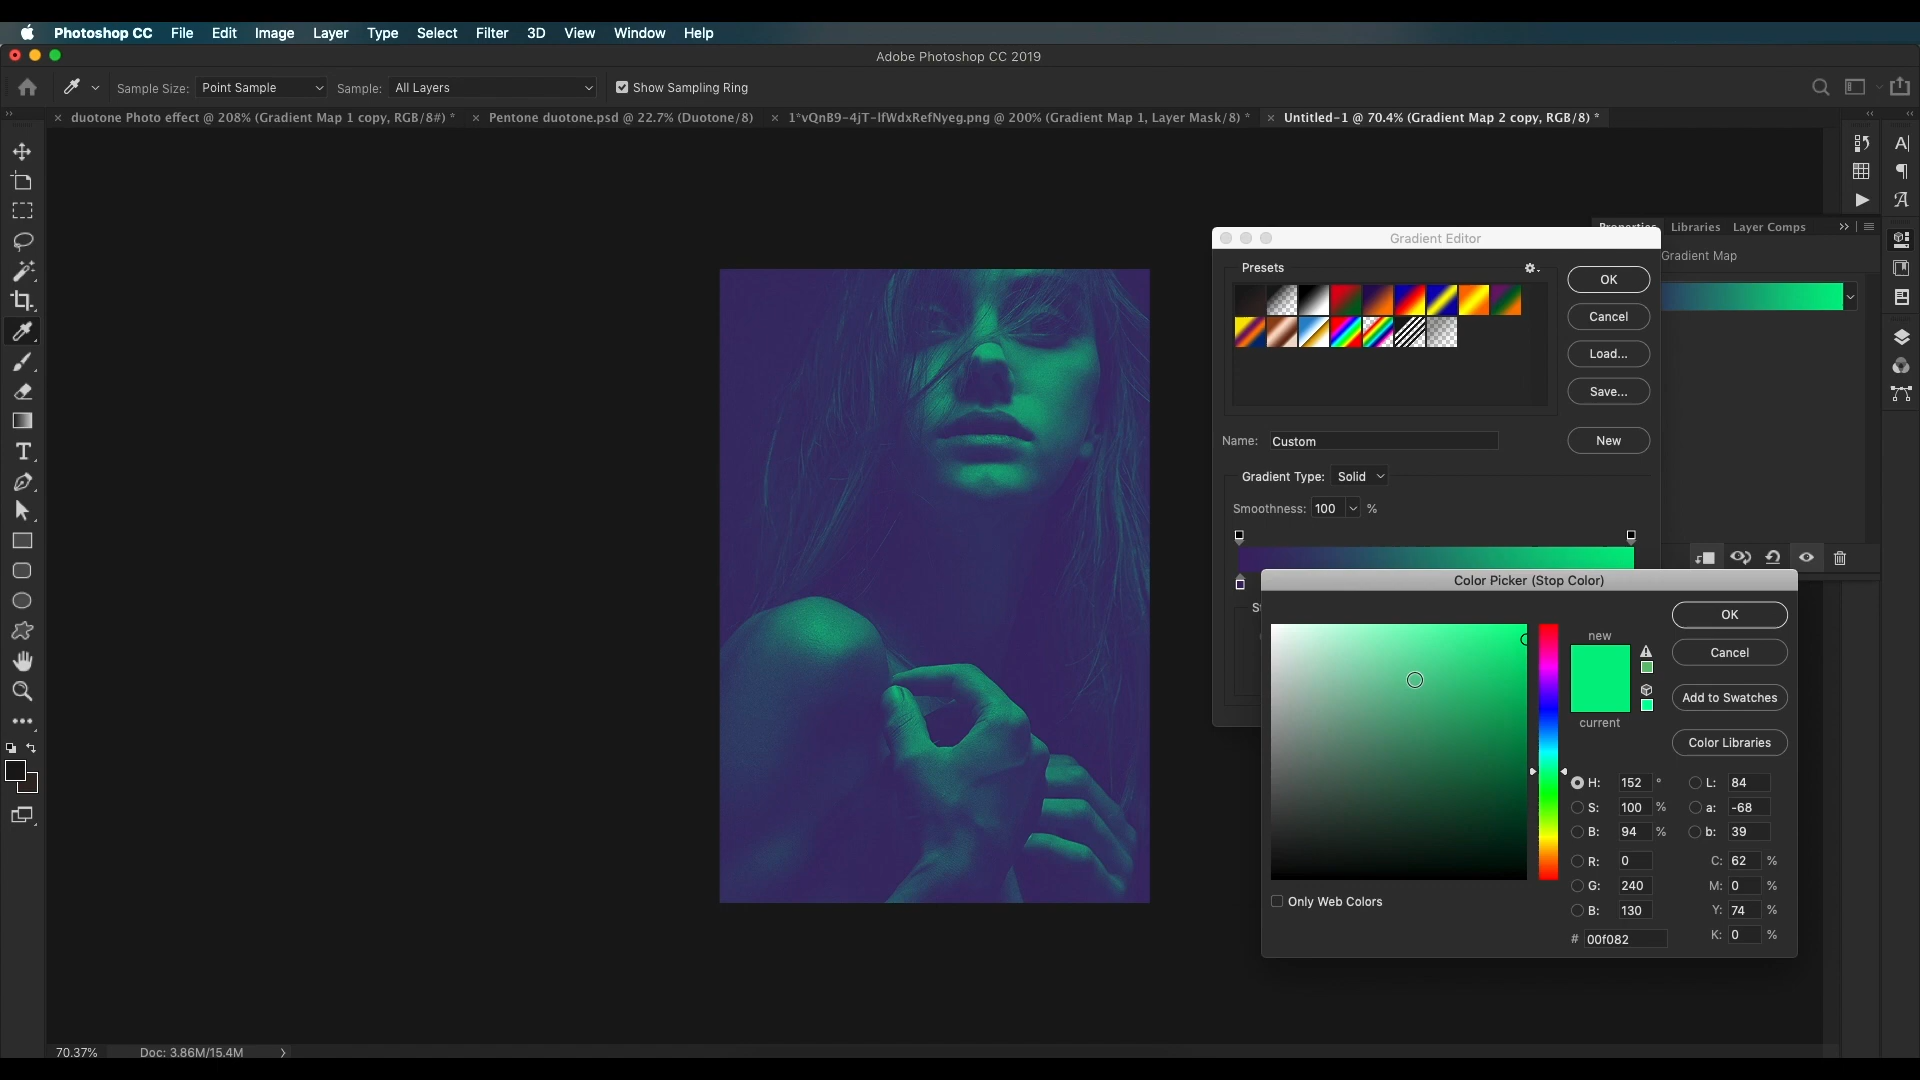 Photoshop CC File Edit Image Layer Type Select Filter 3D View Window Help
Adobe Photoshop CC 2019
Sample Size: Point Sample Sample: All Layers Show Sampling Ring
duotone Photo effect @ 208% (Gradient Map 1 copy, RGB/8#) * Pentone duotone.psd @ 22.7% (Duotone/8) 1*vQnB9-4jT-lfWdxRefNyeg.png @ 200% (Gradient Map 1, Layer Mask/8) * Untitled-1 @ 70.4% (Gradient Map 2 copy, RGB/8) *
Properties Libraries Layer Comps
Gradient Map
Gradient Editor
Presets
OK
Cancel
Load...
Save...
Name: Custom
New
Gradient Type: Solid
Smoothness: 100 %
Color Picker (Stop Color)
new
current
OK
Cancel
Add to Swatches
Color Libraries
H: 152 ° L: 84
S: 100 % a: -68
B: 94 % b: 39
R: 0 C: 62 %
G: 240 M: 0 %
B: 130 Y: 74 %
# 00f082 K: 0 %
Only Web Colors
70.37% Doc: 3.86M/15.4M